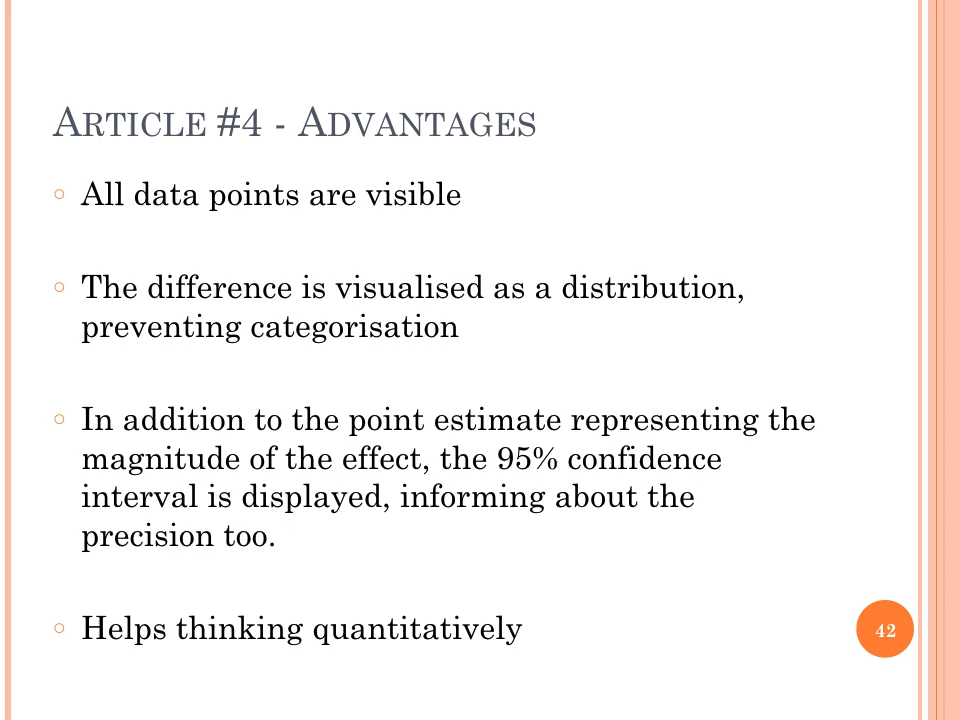 ARTICLE #4 - ADVANTAGES
All data points are visible
The difference is visualised as a distribution,
preventing categorisation
In addition to the point estimate representing the
magnitude of the effect, the 95% confidence
interval is displayed, informing about the
precision too.
Helps thinking quantitatively
42